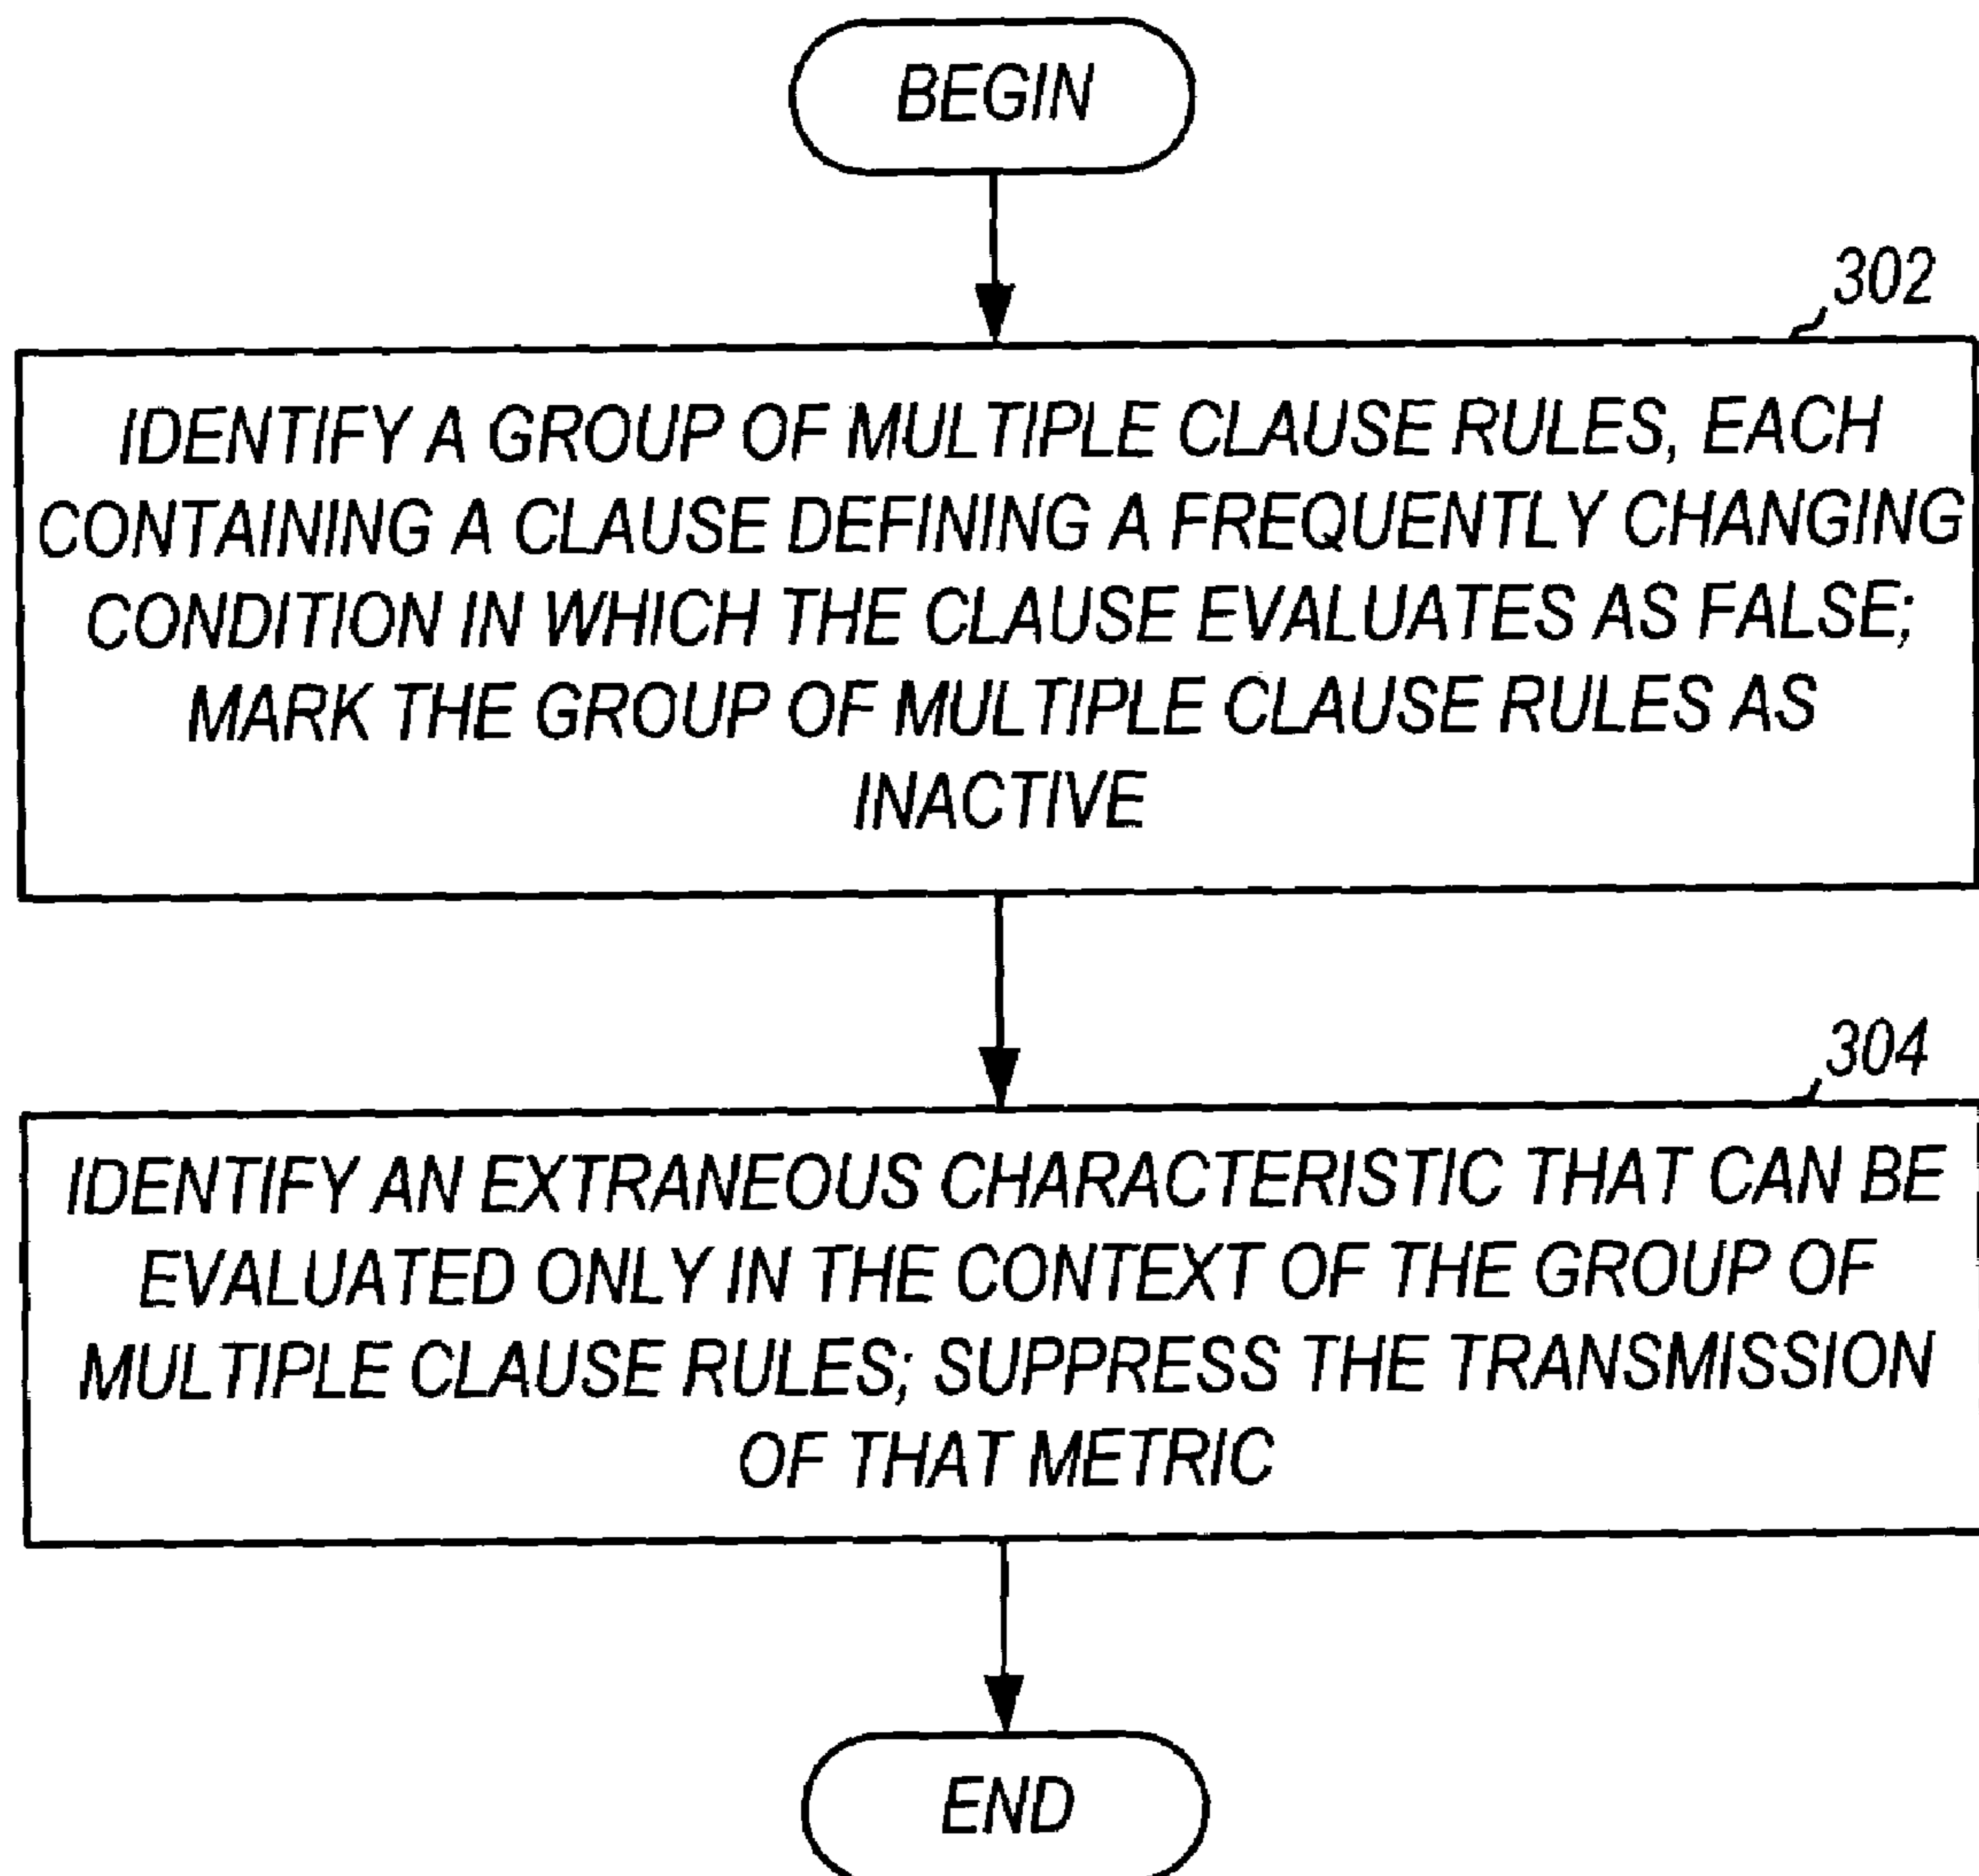 BEGIN
302
IDENTIFY A GROUP OF MULTIPLE CLAUSE RULES, EACH
CONTAINING A CLAUSE DEFINING A FREQUENTLY CHANGING
CONDITION IN WHICH THE CLAUSE EVALUATES AS FALSE;
MARK THE GROUP OF MULTIPLE CLAUSE RULES AS
INACTIVE
304
IDENTIFY AN EXTRANEOUS CHARACTERISTIC THAT CAN BE
EVALUATED ONLY IN THE CONTEXT OF THE GROUP OF
MULTIPLE CLAUSE RULES; SUPPRESS THE TRANSMISSION
OF THAT METRIC
END